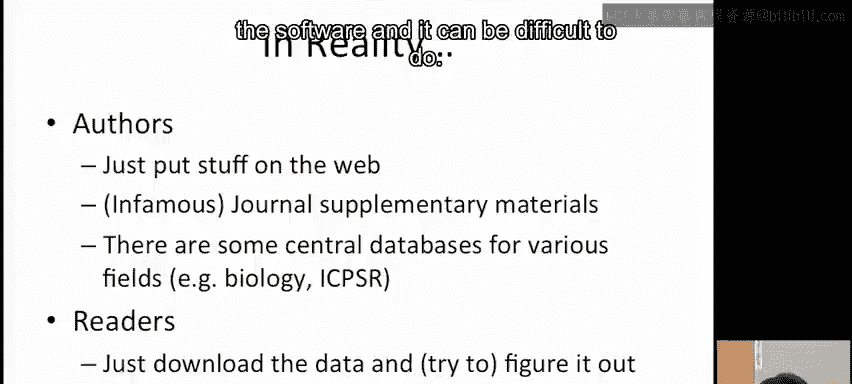 the software and it can be difficult to
do:
In Reality…
• Authors
– Just put stuff on the web
– (Infamous) Journal supplementary materials
– There are some central databases for various
fields (e.g. biology, ICPSR)
• Readers
– Just download the data and (try to) figure it out